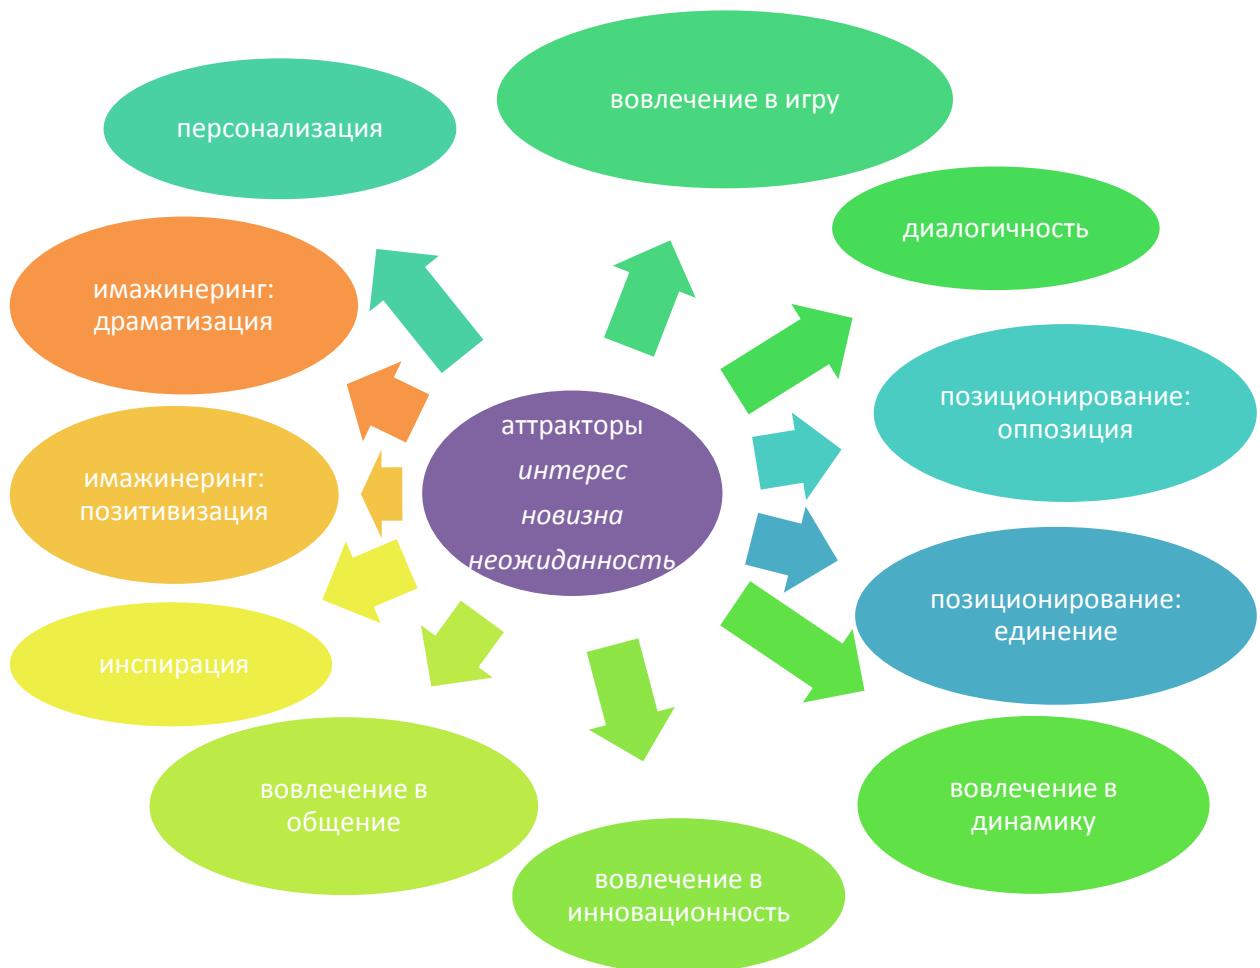 вовлечение в игру
персонализация
диалогичность
имажинеринг:
драматизация
позиционирование:
оппозиция
аттракторы
интерес
новизна
неожиданность
имажинеринг:
позитивизация
позиционирование:
единение
инспирация
вовлечение в
общение
вовлечение в
динамику
вовлечение в
инновационность